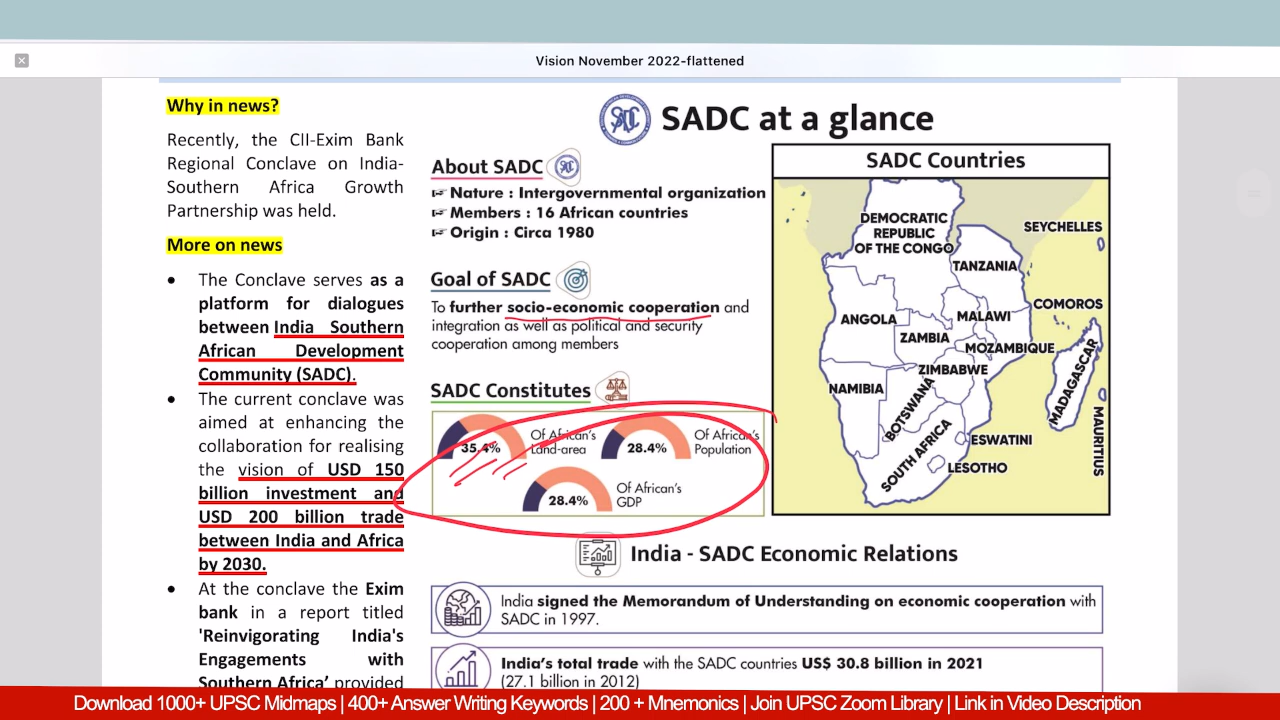 Vision November 2022-flattened
Why in news?
Recently, the CII-Exim Bank
Regional Conclave on India-
Southern Africa Growth
Partnership was held.
More on news
• The Conclave serves as a
platform for dialogues
between India Southern
African Development
Community (SADC).
• The current conclave was
aimed at enhancing the
collaboration for realising
the vision of USD 150
billion investment and
USD 200 billion trade
between India and Africa
by 2030.
• At the conclave the Exim
bank in a report titled
'Reinvigorating India's
Engagements with
Southern Africa' provided
SADC at a glance
About SADC
Nature : Intergovernmental organization
Members : 16 African countries
Origin : Circa 1980
Goal of SADC
To further socio-economic cooperation and
integration as well as political and security
cooperation among members
SADC Constitutes
35.4%
Of African's
Land-area
28.4%
Of African's
Population
28.4%
Of African's
GDP
SADC Countries
DEMOCRATIC
REPUBLIC
OF THE CONGO
SEYCHELLES
TANZANIA
COMOROS
ANGOLA
MALAWI
ZAMBIA
MOZAMBIQUE
ZIMBABWE
NAMIBIA
BOTSWANA
MADAGASCAR
MAURITIUS
SOUTH AFRICA
ESWATINI
LESOTHO
India - SADC Economic Relations
India signed the Memorandum of Understanding on economic cooperation with
SADC in 1997.
India's total trade with the SADC countries US$ 30.8 billion in 2021
(27.1 billion in 2012)
Download 1000+ UPSC Midmaps | 400+ Answer Writing Keywords | 200 + Mnemonics | Join UPSC Zoom Library | Link in Video Description